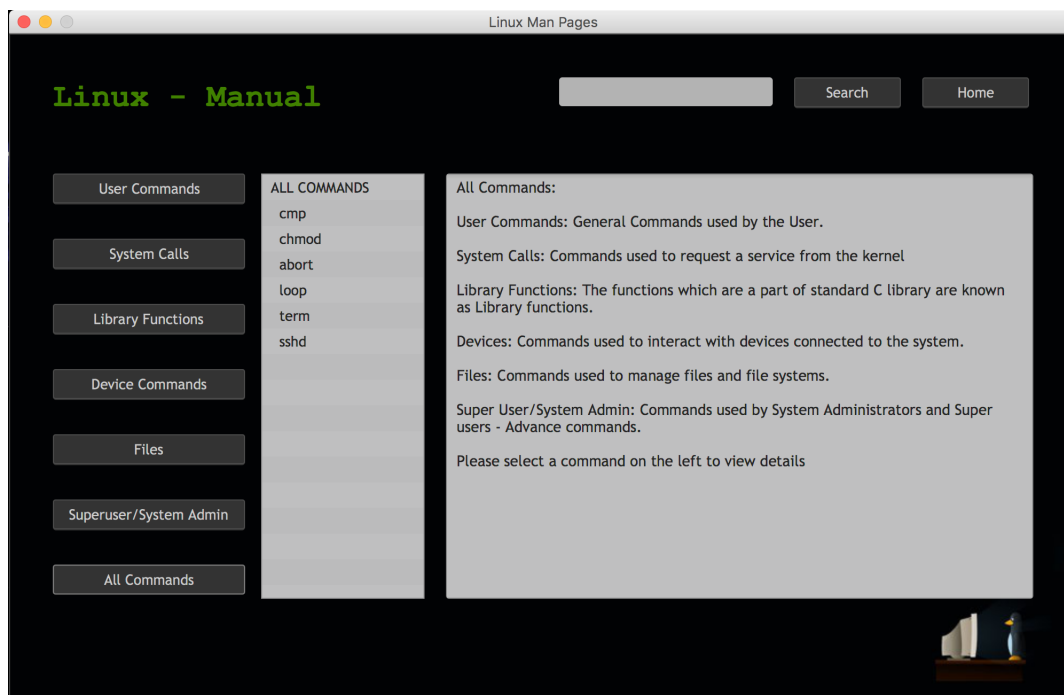 Linux Man Pages
Linux - Manual
Search
Home
User Commands
System Calls
Library Functions
Device Commands
Files
Superuser/System Admin
All Commands
ALL COMMANDS
cmp
chmod
abort
loop
term
sshd
All Commands:
User Commands: General Commands used by the User.
System Calls: Commands used to request a service from the kernel
Library Functions: The functions which are a part of standard C library are known
as Library functions.
Devices: Commands used to interact with devices connected to the system.
Files: Commands used to manage files and file systems.
Super User/System Admin: Commands used by System Administrators and Super
users - Advance commands.
Please select a command on the left to view details